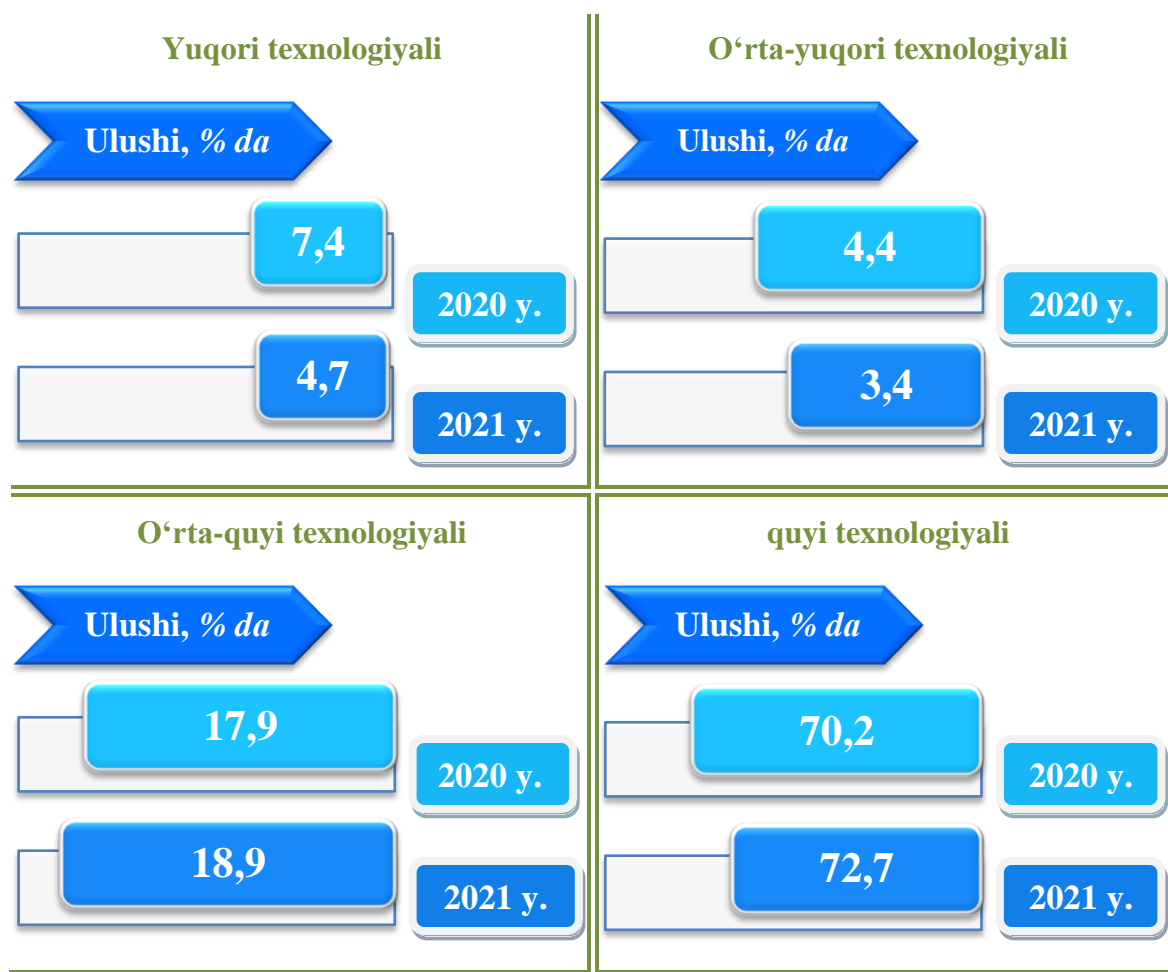 Yuqori texnologiyali
Ulushi, % da
7,4
2020 y.
4,7
2021 y.
O‘rta-yuqori texnologiyali
Ulushi, % da
4,4
2020 y.
3,4
2021 y.
O‘rta-quyi texnologiyali
Ulushi, % da
17,9
2020 y.
18,9
2021 y.
quyi texnologiyali
Ulushi, % da
70,2
2020 y.
72,7
2021 y.